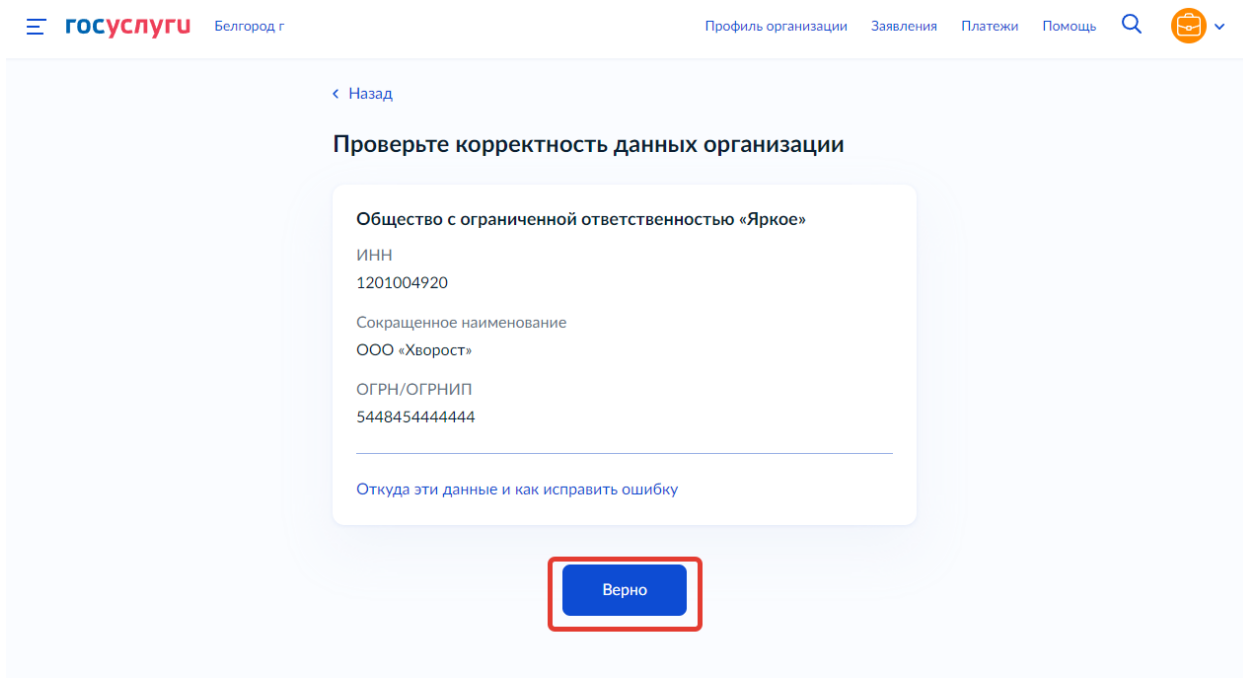 госуслуги Белгород г Профиль организации Заявления Платежи Помощь
Назад
Проверьте корректность данных организации
Общество с ограниченной ответственностью «Яркое»
ИНН
1201004920
Сокращенное наименование
ООО «Хворост»
ОГРН/ОГРНИП
5448454444444
Откуда эти данные и как исправить ошибку
Верно